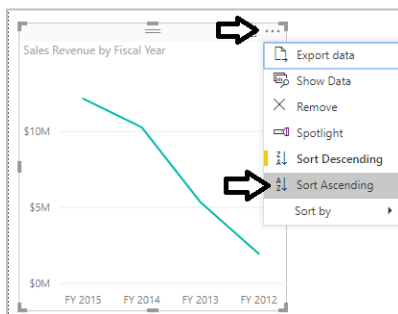 Sales Revenue by Fiscal Year
$10M
$5M
$0M
FY 2015 FY 2014 FY 2013 FY 2012
Export data
Show Data
Remove
Spotlight
Sort Descending
Sort Ascending
Sort by